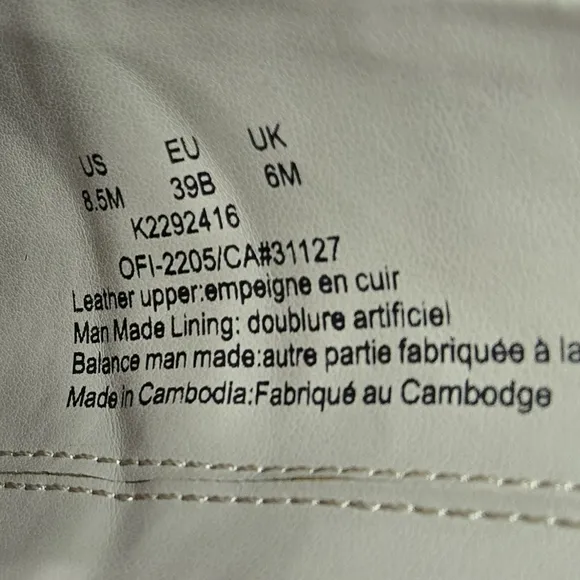 US EU UK
8.5M 39B 6M
K2292416
OFI-2205/CA#31127
Leather upper:empeigne en cuir
Man Made Lining: doublure artificiel
Balance man made:autre partie fabriquée à la
Made in Cambodia:Fabriqué au Cambodge